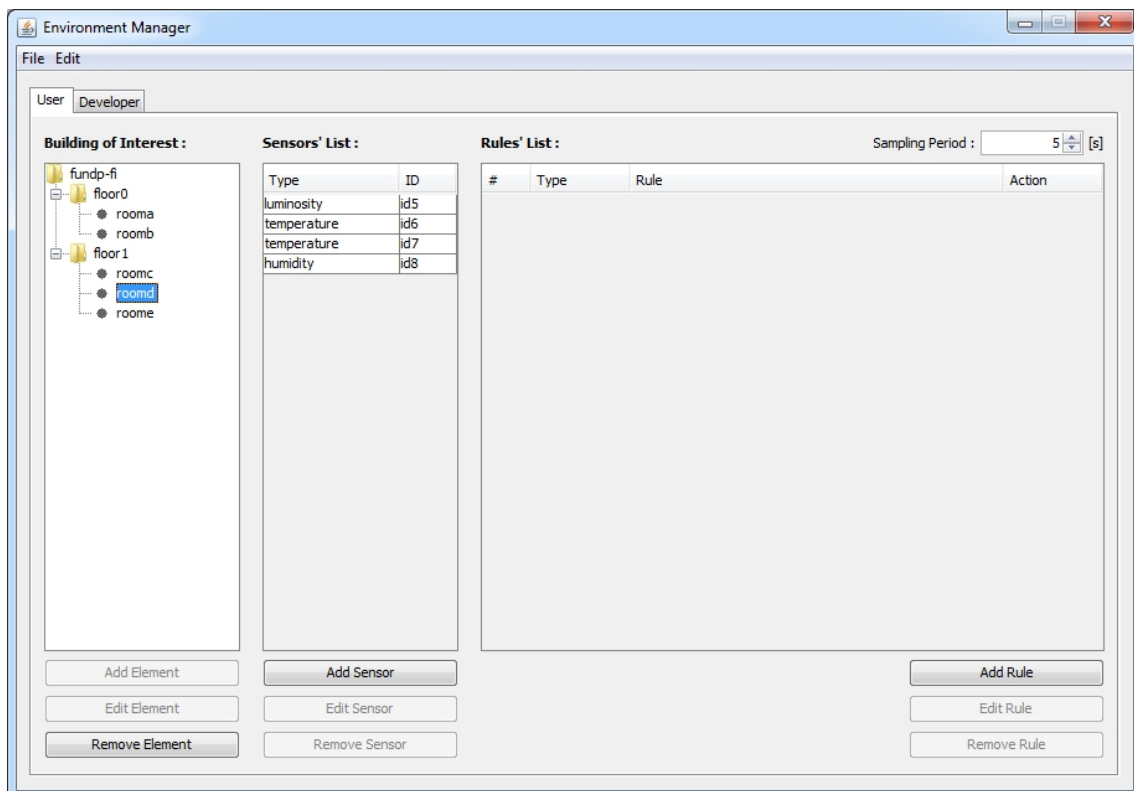 Environment Manager
File Edit
User Developer
Building of Interest :
fundp-fi
floor0
rooma
roomb
floor1
roomc
roomd
roome
Add Element
Edit Element
Remove Element
Sensors' List :
Type ID
luminosity id5
temperature id6
temperature id7
humidity id8
Add Sensor
Edit Sensor
Remove Sensor
Rules' List :
Sampling Period : 5 [s]
# Type Rule Action
Add Rule
Edit Rule
Remove Rule